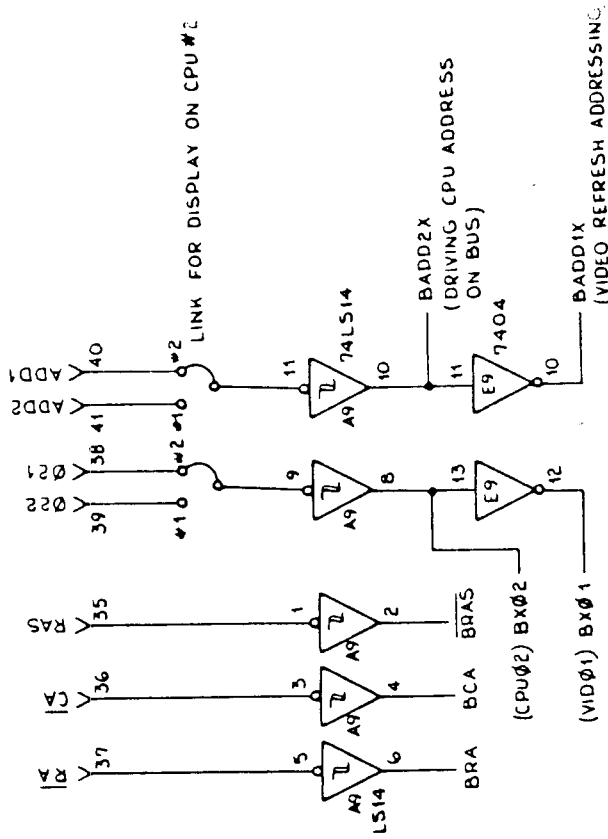 LINK FOR DISPLAY ON CPU #2
ADD1
40
ADD2
41
Ø21
38
Ø22
39
RAS
35
C̅A̅
36
R̅A̅
37
#2
#1
#2
#1
11
74LS14
A9
10
BADD2X
(DRIVING CPU ADDRESS
ON BUS)
11
E9
7404
10
BADD1X
(VIDEO REFRESH ADDRESSING
9
A9
8
13
E9
12
(CPUØ2) BXØ2
(VIDØ1) BXØ1
1
A9
2
B̅R̅A̅S̅
3
A9
4
BCA
5
A9
LS14
6
BRA